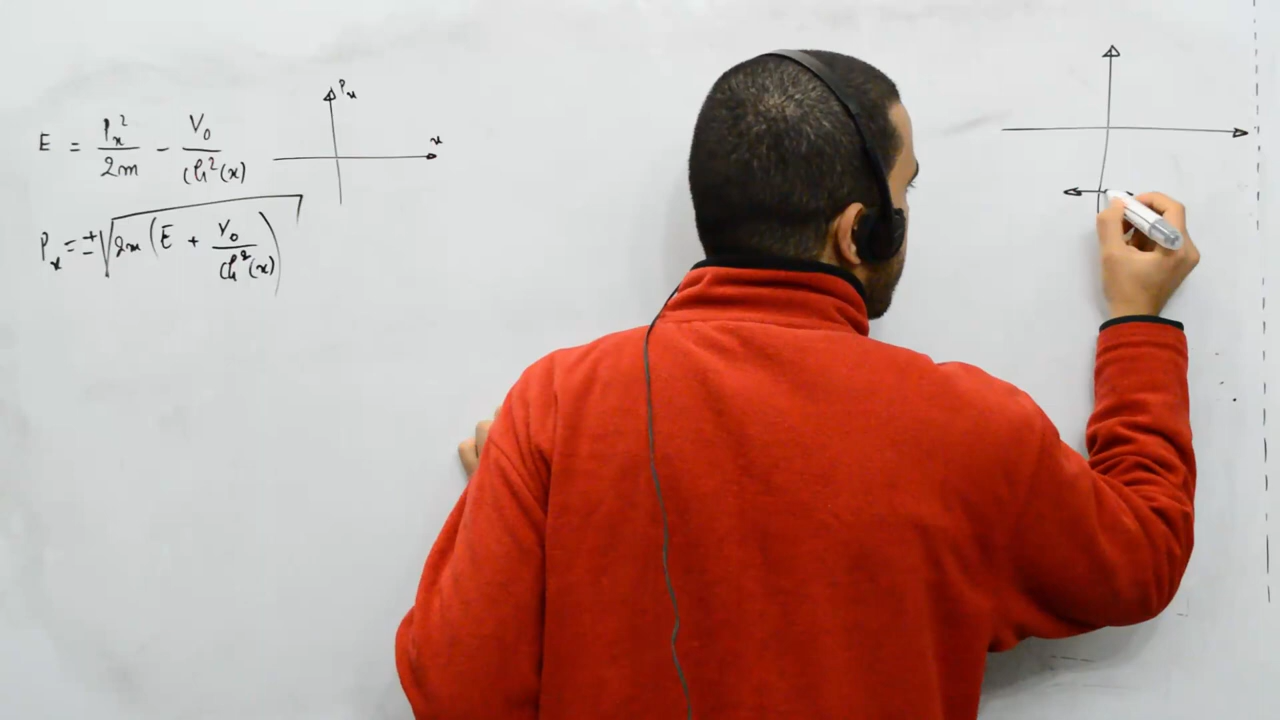 E = Px²/2m - V₀/Ch²(x)
Px = ±√(2m(E + V₀/Ch²(x)))
Px
x